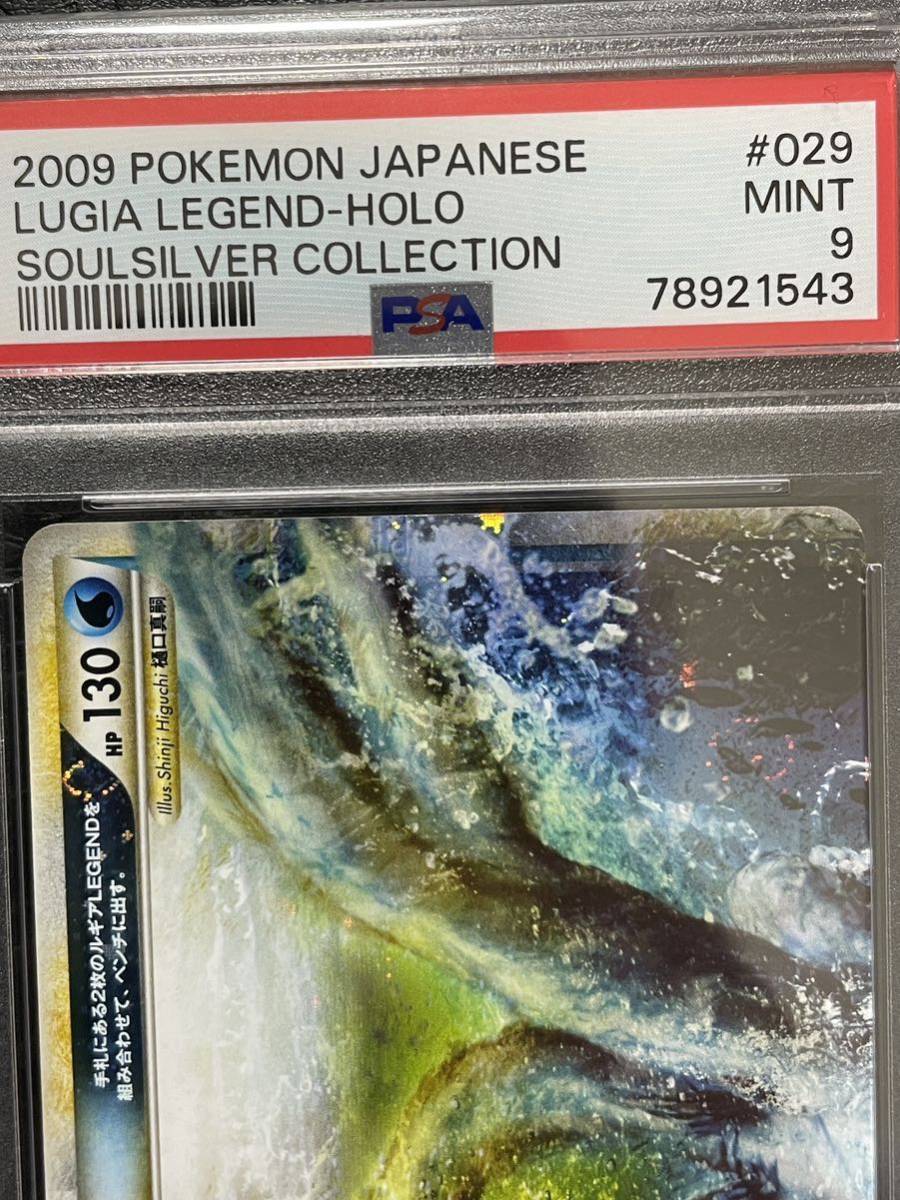 2009 POKEMON JAPANESE #029
LUGIA LEGEND-HOLO MINT
SOULSILVER COLLECTION 9
PSA 78921543
HP 130
Illus. Shinji Higuchi 樋口真嗣
手札にある2枚のルギアLEGENDを
組み合わせて、ベンチに出す。